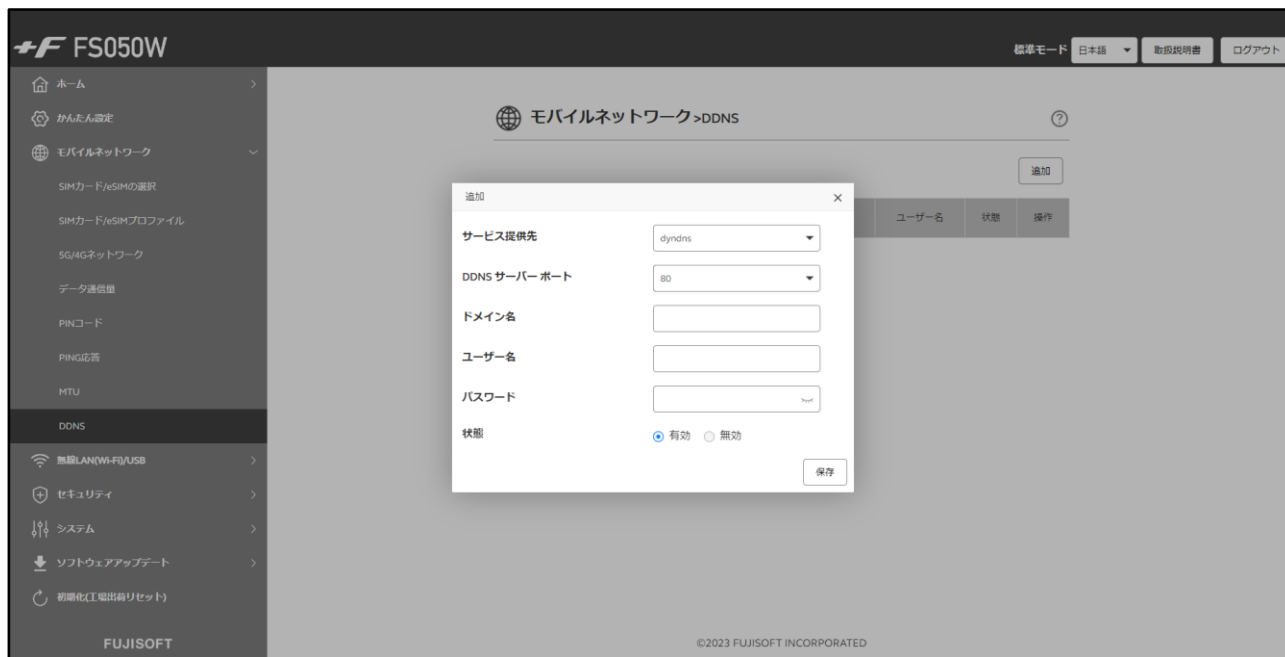 +F FS050W
標準モード 日本語 取扱説明書 ログアウト
ホーム
かんたん設定
モバイルネットワーク
SIMカード/eSIMの選択
SIMカード/eSIMプロファイル
5G/4Gネットワーク
データ通信量
PINコード
PING応答
MTU
DDNS
無線LAN(Wi-Fi)/USB
セキュリティ
システム
ソフトウェアアップデート
初期化(工場出荷リセット)
FUJISOFT
モバイルネットワーク>DDNS
追加
ユーザー名 状態 操作
追加
サービス提供先 dyndns
DDNS サーバー ポート 80
ドメイン名
ユーザー名
パスワード
状態 有効 無効
保存
©2023 FUJISOFT INCORPORATED